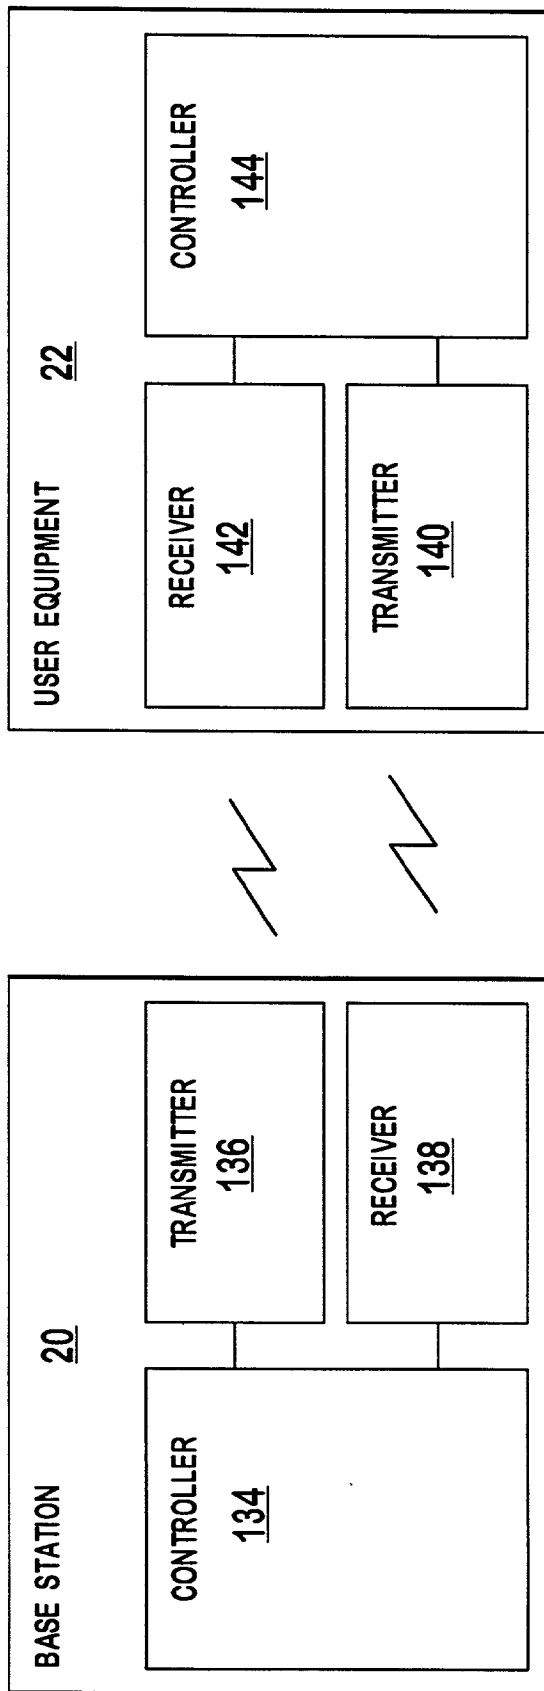 BASE STATION
20
CONTROLLER
134
TRANSMITTER
136
RECEIVER
138
USER EQUIPMENT
22
RECEIVER
142
TRANSMITTER
140
CONTROLLER
144